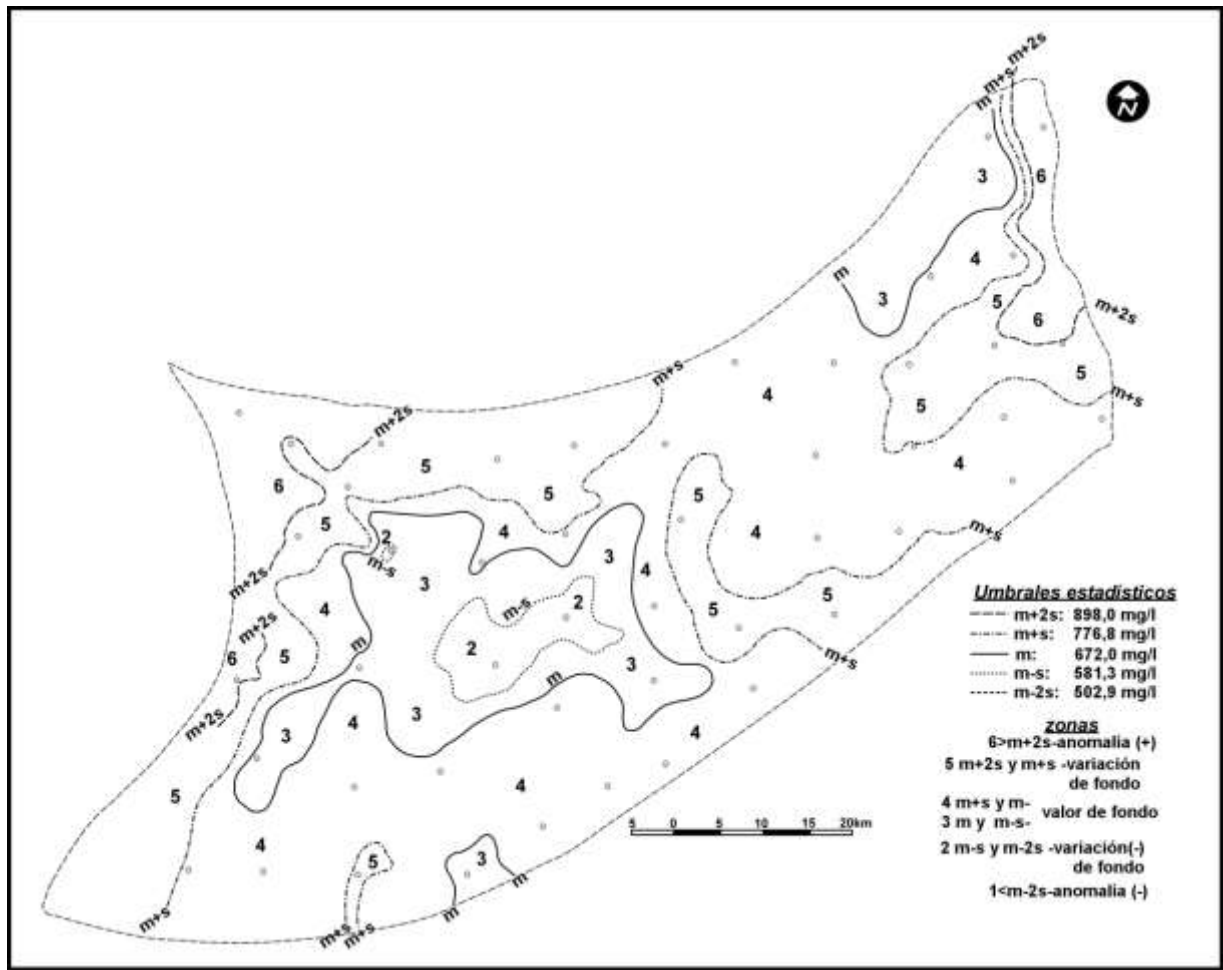 m+2s
m+s
m
N
6
3
4
m
3
5
6
m+2s
m+s
4
5
5
m+s
m+2s
5
4
6
5
5
5
2
4
4
m+s
m-s
3
3
4
m+2s
4
m-s
2
5
5
m+2s
2
m
6
5
3
m+s
m
m+2s
3
4
3
4
5
4
4
5
3
m
m+s
m+s
m+s
m
Umbrales estadísticos
m+2s: 898,0 mg/l
m+s: 776,8 mg/l
m: 672,0 mg/l
m-s: 581,3 mg/l
m-2s: 502,9 mg/l
zonas
6>m+2s-anomalia (+)
5 m+2s y m+s -variación
de fondo
4 m+s y m-
3 m y m-s- valor de fondo
2 m-s y m-2s -variación(-)
de fondo
1<m-2s-anomalia (-)
5 0 5 10 15 20km